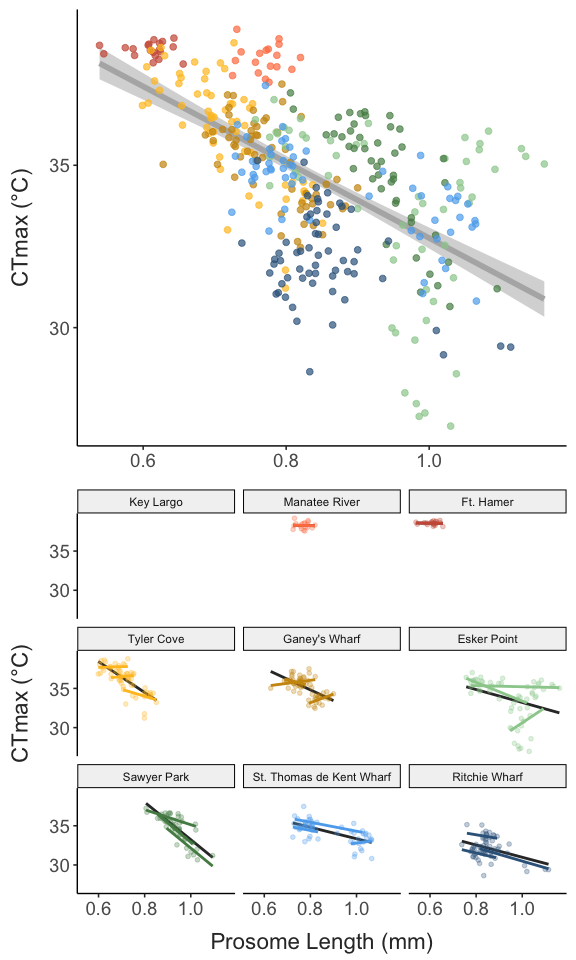 CTmax (°C)
35
30
0.6 0.8 1.0
Key Largo Manatee River Ft. Hamer
35
30
Tyler Cove Ganey's Wharf Esker Point
CTmax (°C)
35
30
Sawyer Park St. Thomas de Kent Wharf Ritchie Wharf
35
30
0.6 0.8 1.0 0.6 0.8 1.0 0.6 0.8 1.0
Prosome Length (mm)